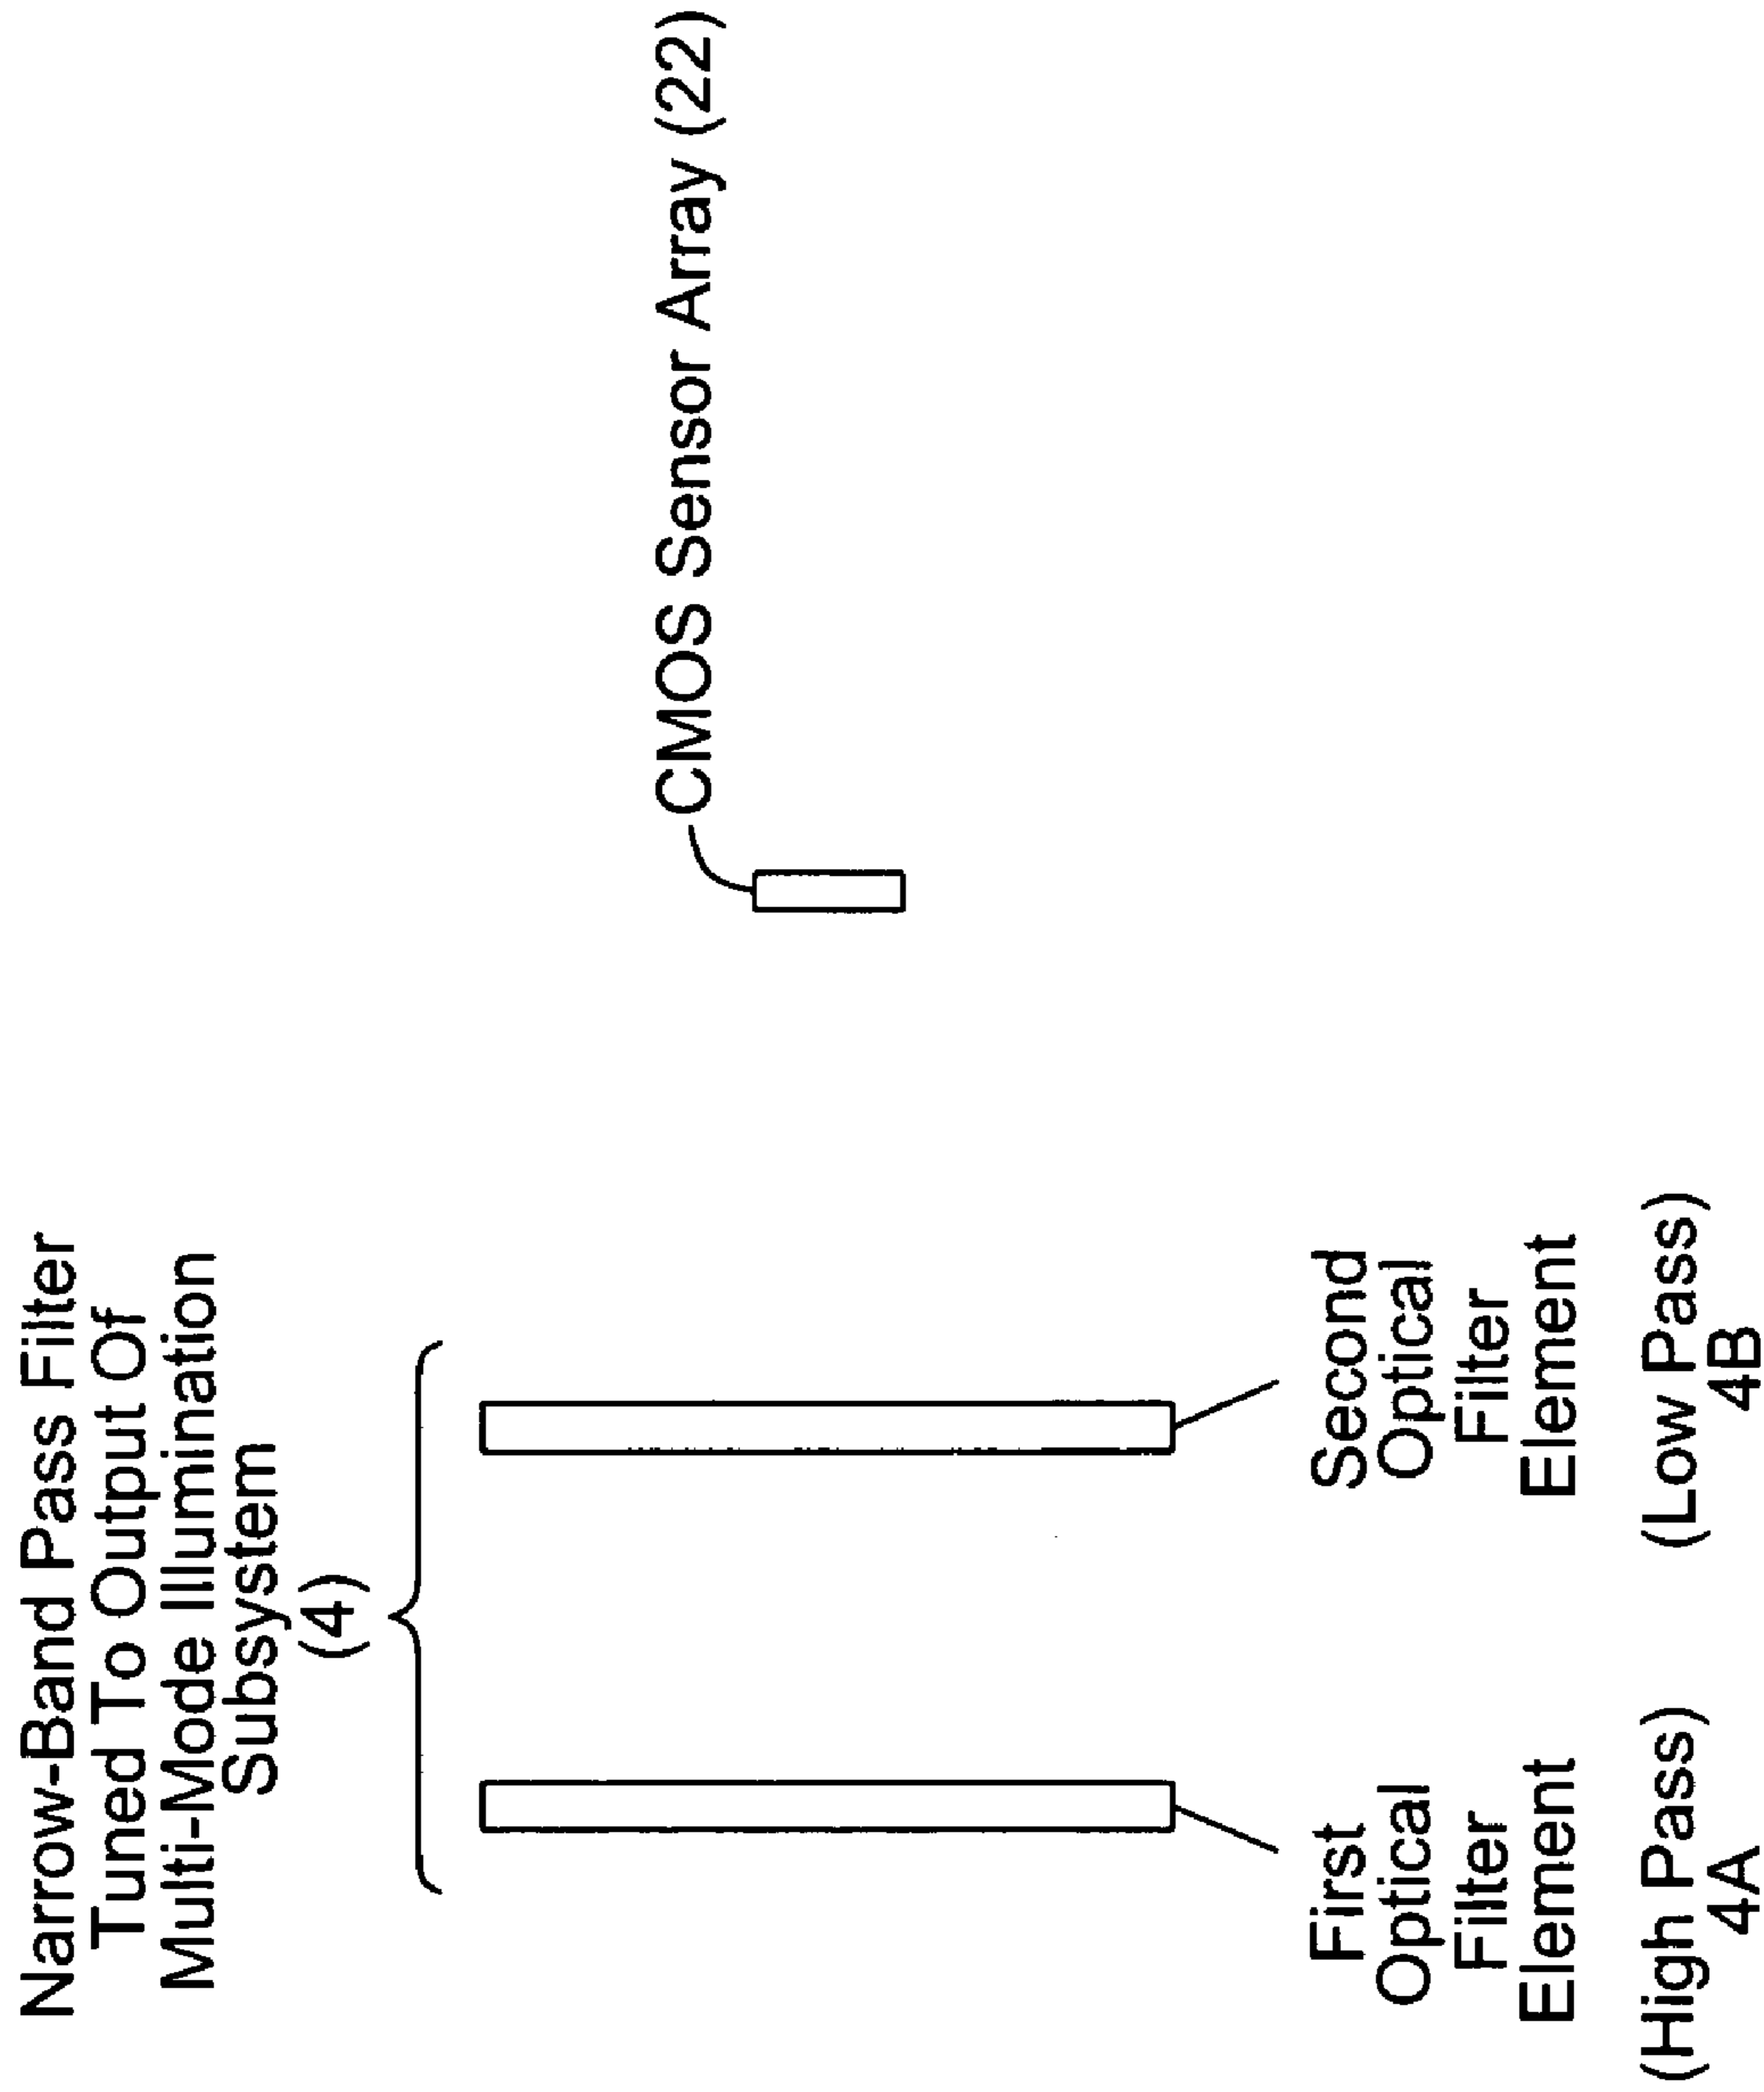 Narrow-Band Pass Filter
Tuned To Output Of
Multi-Mode Illumination
Subsystem
(4)
CMOS Sensor Array (22)
First
Optical
Filter
Element
(High Pass)
4A
Second
Optical
Filter
Element
(Low Pass)
4B